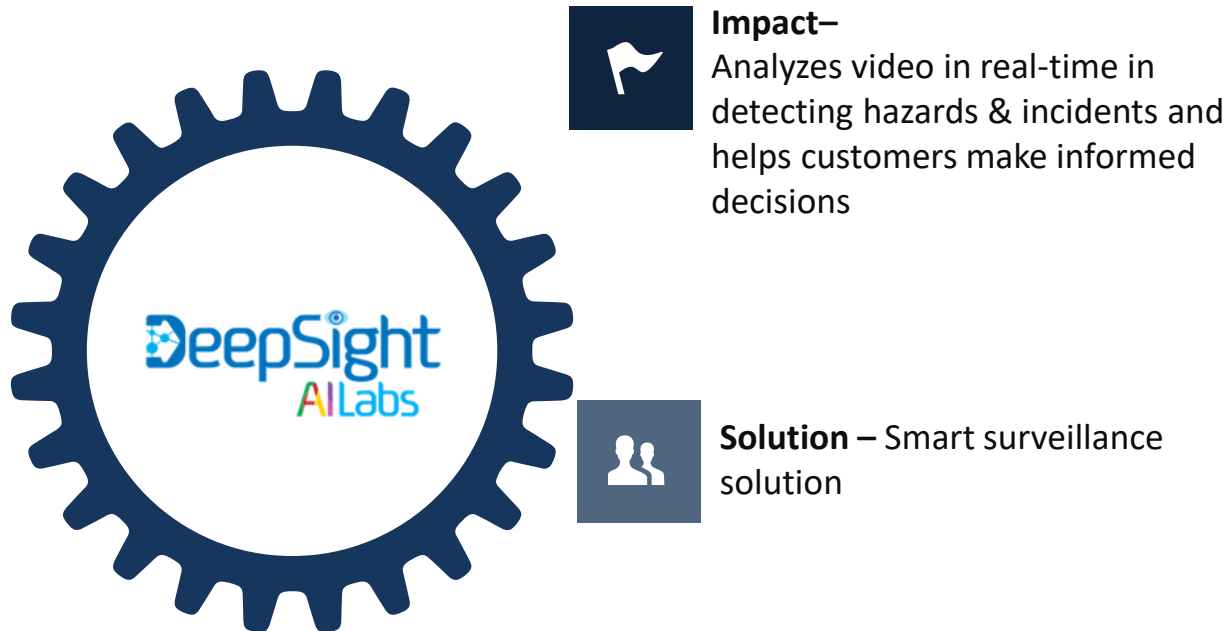 Impact–
Analyzes video in real-time in
detecting hazards & incidents and
helps customers make informed
decisions
DeepSight
AI Labs
Solution – Smart surveillance
solution